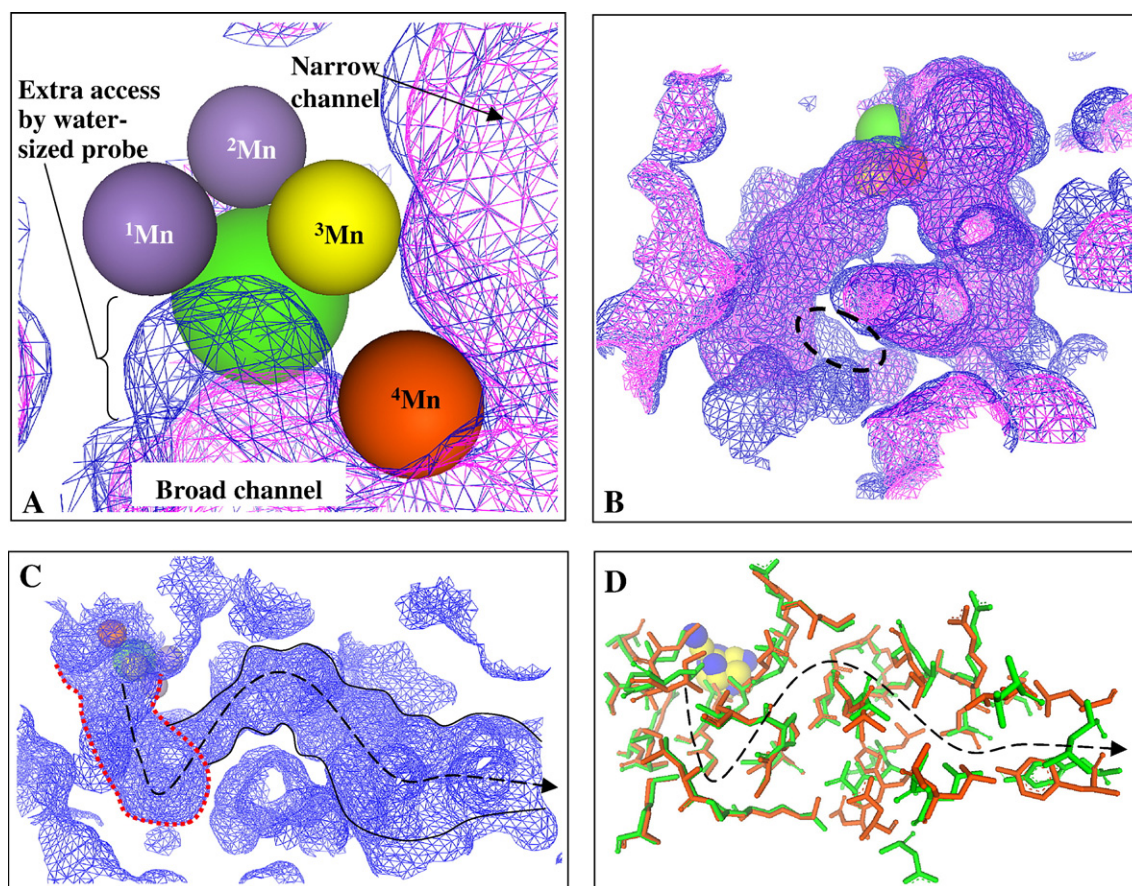 Extra access
by water-
sized probe
Narrow
channel
²Mn
¹Mn
³Mn
⁴Mn
Broad channel
A
B
C
D